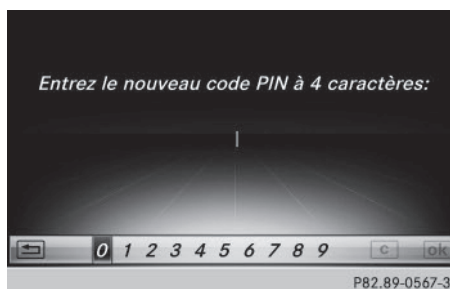 Entrez le nouveau code PIN à 4 caractères:
0 1 2 3 4 5 6 7 8 9 c ok
P82.89-0567-3